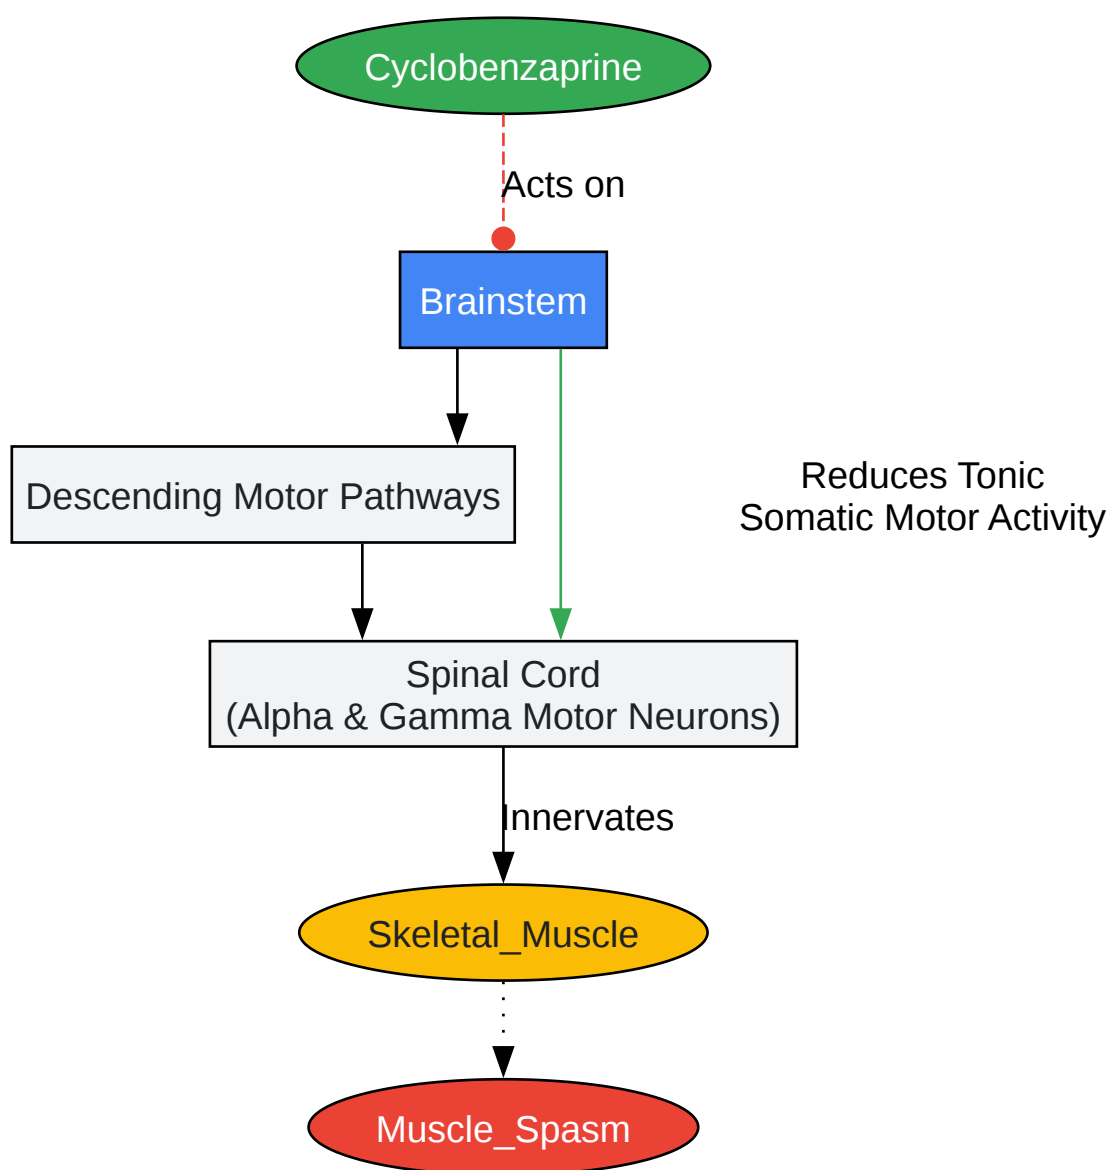 Cyclobenzaprine
Acts on
Brainstem
Descending Motor Pathways
Reduces Tonic
Somatic Motor Activity
Spinal Cord
(Alpha & Gamma Motor Neurons)
Innervates
Skeletal_Muscle
Muscle_Spasm